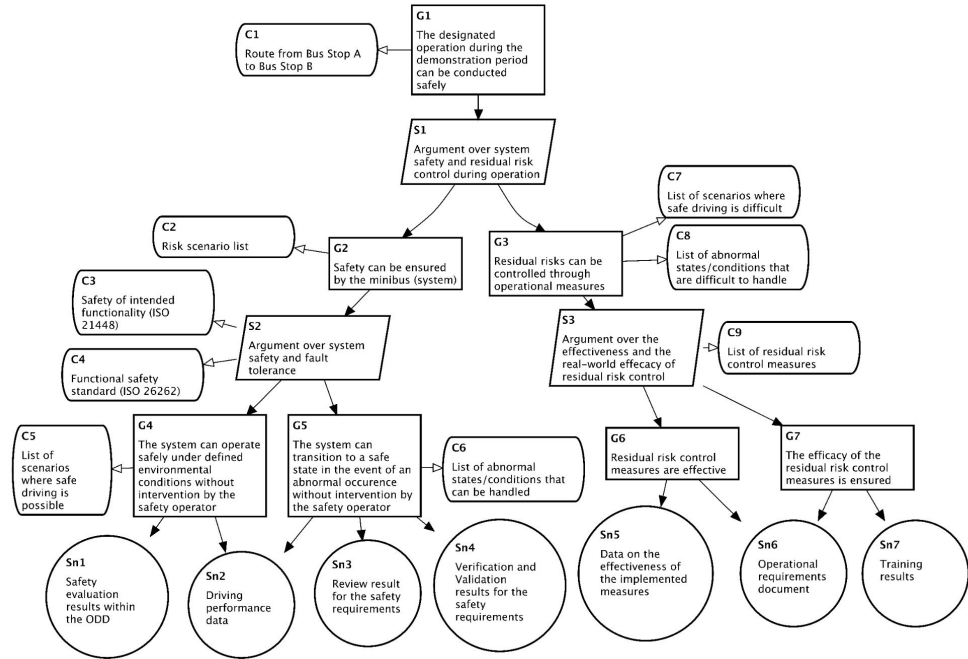 G1
The designated
operation during the
demonstration period
can be conducted
safely
C1
Route from Bus Stop A
to Bus Stop B
S1
Argument over system
safety and residual risk
control during operation
C7
List of scenarios where
safe driving is difficult
C2
Risk scenario list
G2
Safety can be ensured
by the minibus (system)
G3
Residual risks can be
controlled through
operational measures
C8
List of abnormal
states/conditions that
are difficult to handle
C3
Safety of intended
functionality (ISO
21448)
S2
Argument over system
safety and fault
tolerance
S3
Argument over the
effectiveness and the
real-world effecacy of
residual risk control
C9
List of residual risk
control measures
C4
Functional safety
standard (ISO 26262)
C5
List of
scenarios
where safe
driving is
possible
G4
The system can operate
safely under defined
environmental
conditions without
intervention by the
safety operator
G5
The system can
transition to a safe
state in the event of an
abnormal occurence
without intervention by
the safety operator
C6
List of abnormal
states/conditions that
can be handled
G6
Residual risk control
measures are effective
G7
The efficacy of the
residual risk control
measures is ensured
Sn1
Safety
evaluation
results within
the ODD
Sn2
Driving
performance
data
Sn3
Review result
for the safety
requirements
Sn4
Verification and
Validation
results for the
safety
requirements
Sn5
Data on the
effectiveness of
the implemented
measures
Sn6
Operational
requirements
document
Sn7
Training
results